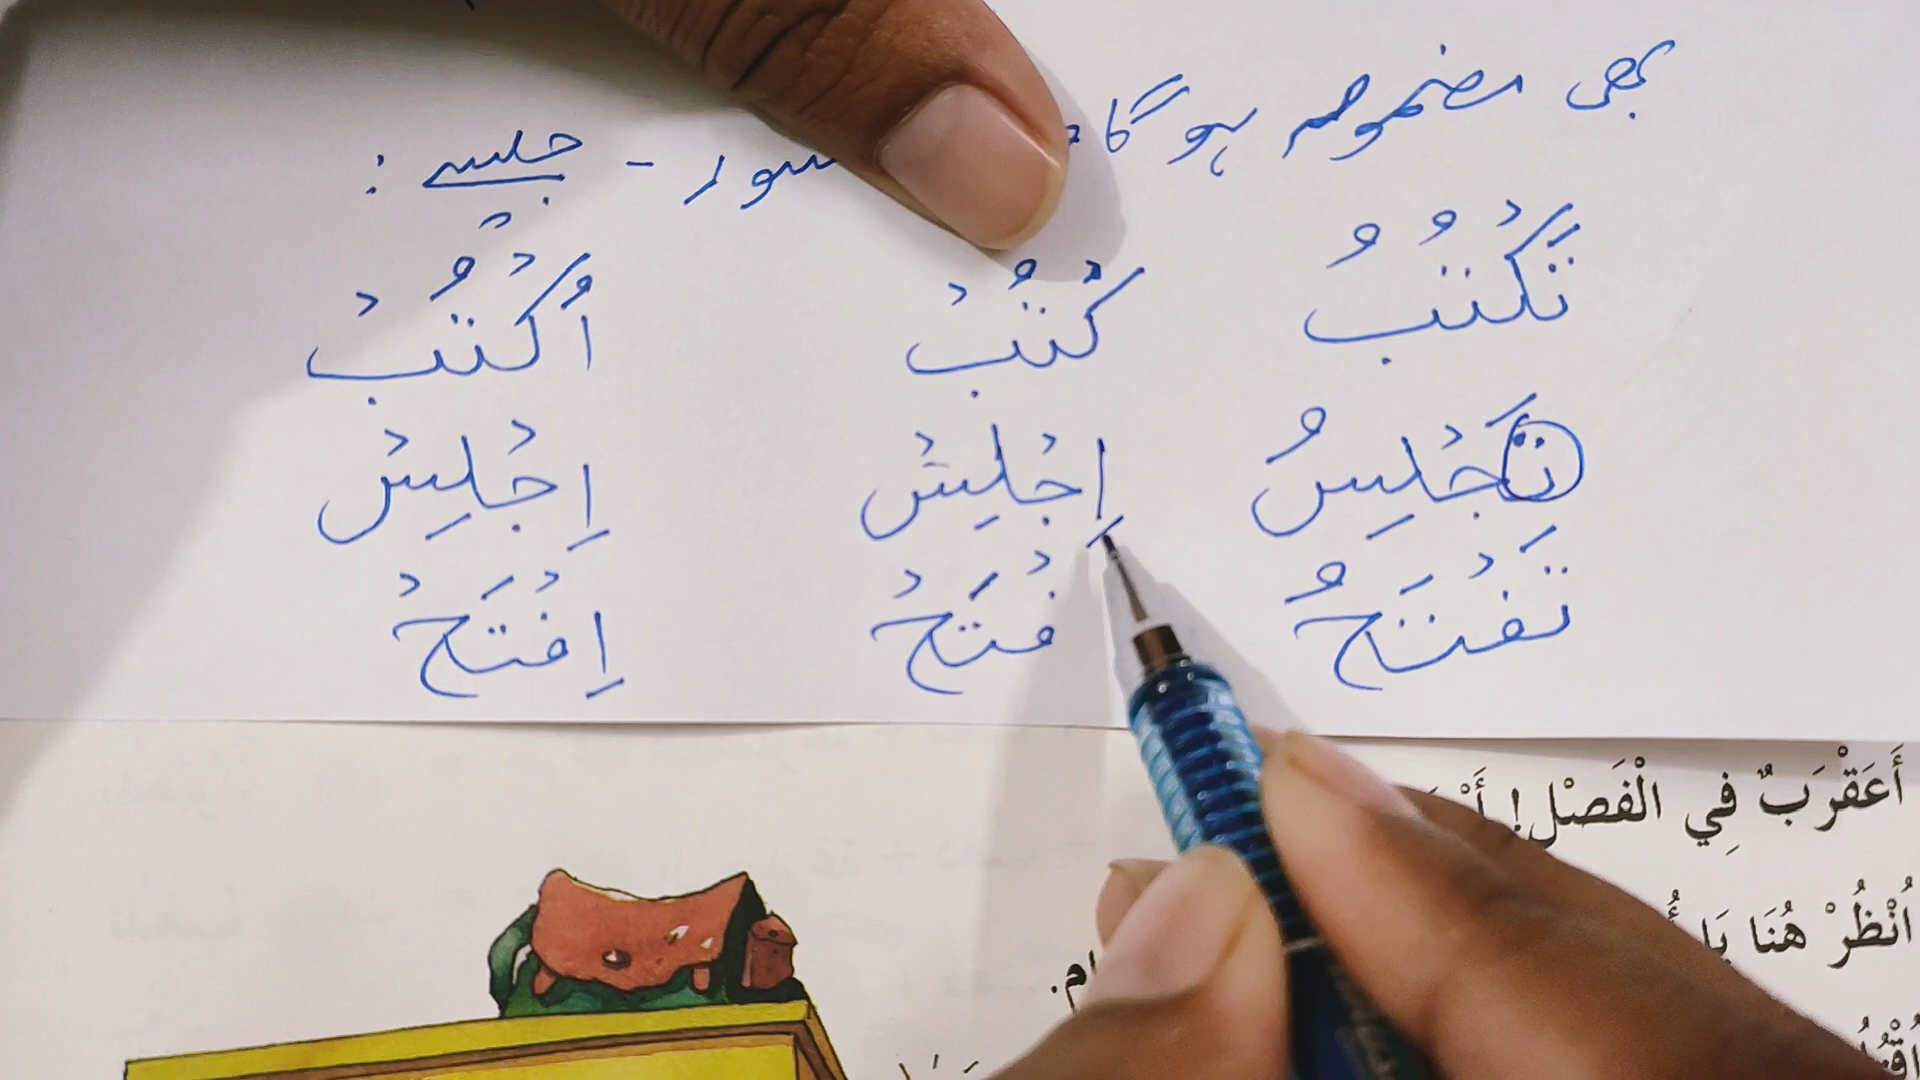 بھی مضموم ہوگا۔ سور - جیسے :
تَكْتُبُ كْتُبْ اُكْتُبْ
تَجْلِسُ اِجْلِسْ اِجْلِسْ
تَفْتَحُ فْتَحْ اِفْتَحْ
أَعَقْرَبٌ فِي الْفَصْلِ!
اُنْظُرْ هُنَا يَا